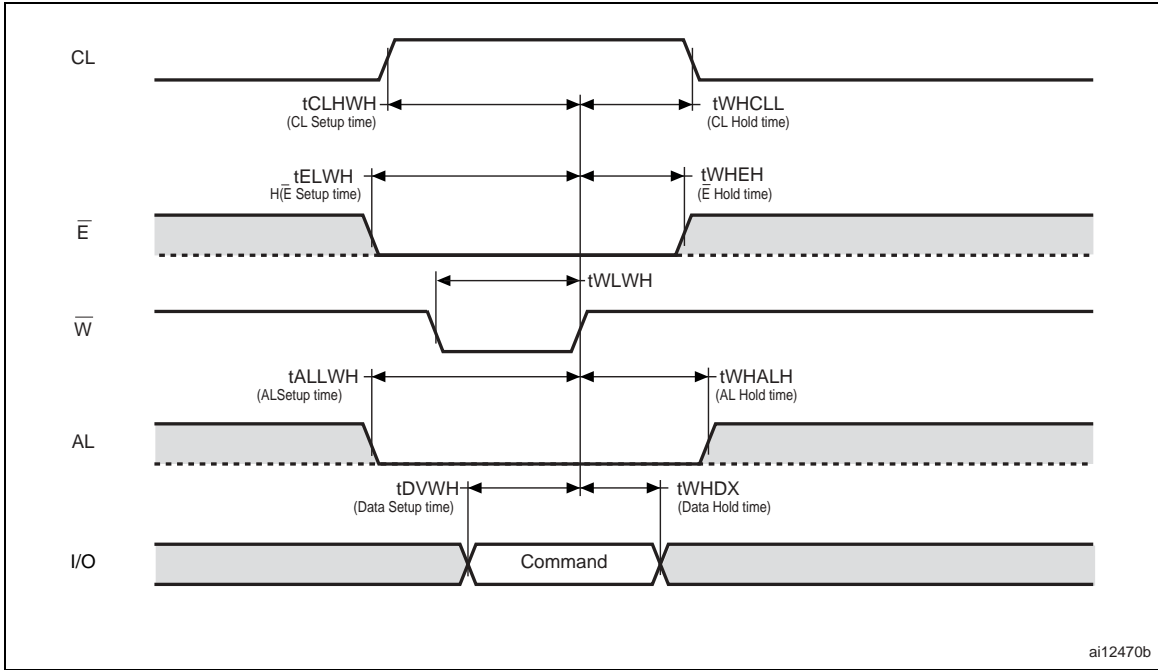 CL
tCLHWH
(CL Setup time)
tWHCLL
(CL Hold time)
tELWH
H(E̅ Setup time)
tWHEH
(E̅ Hold time)
E̅
tWLWH
W̅
tALLWH
(ALSetup time)
tWHALH
(AL Hold time)
AL
tDVWH
(Data Setup time)
tWHDX
(Data Hold time)
I/O
Command
ai12470b